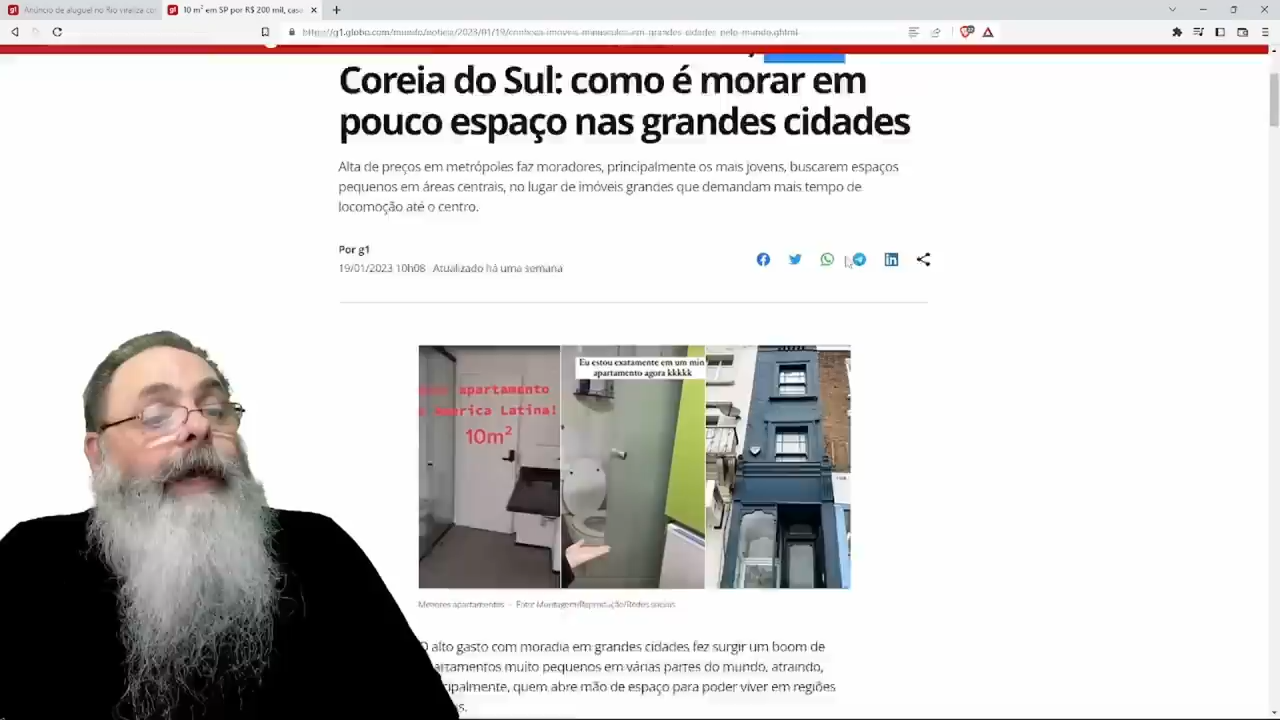 Anúncio de aluguel no Rio viraliza cor
10 m² em SP por R$ 200 mil, casa
https://g1.globo.com/mundo/noticia/2023/01/19/conheca-imoveis-minusculos-em-grandes-cidades-pelo-mundo.ghtml
Coreia do Sul: como é morar em
pouco espaço nas grandes cidades
Alta de preços em metrópoles faz moradores, principalmente os mais jovens, buscarem espaços
pequenos em áreas centrais, no lugar de imóveis grandes que demandam mais tempo de
locomoção até o centro.
Por g1
19/01/2023 10h08 Atualizado há uma semana
apartamento
America Latina!
10m²
Eu estou exatamente em um min
apartamento agora kkkkk
Menores apartamentos - Foto: Montagem/Reprodução/Redes sociais
O alto gasto com moradia em grandes cidades fez surgir um boom de
artamentos muito pequenos em várias partes do mundo, atraindo,
cipalmente, quem abre mão de espaço para poder viver em regiões
s.